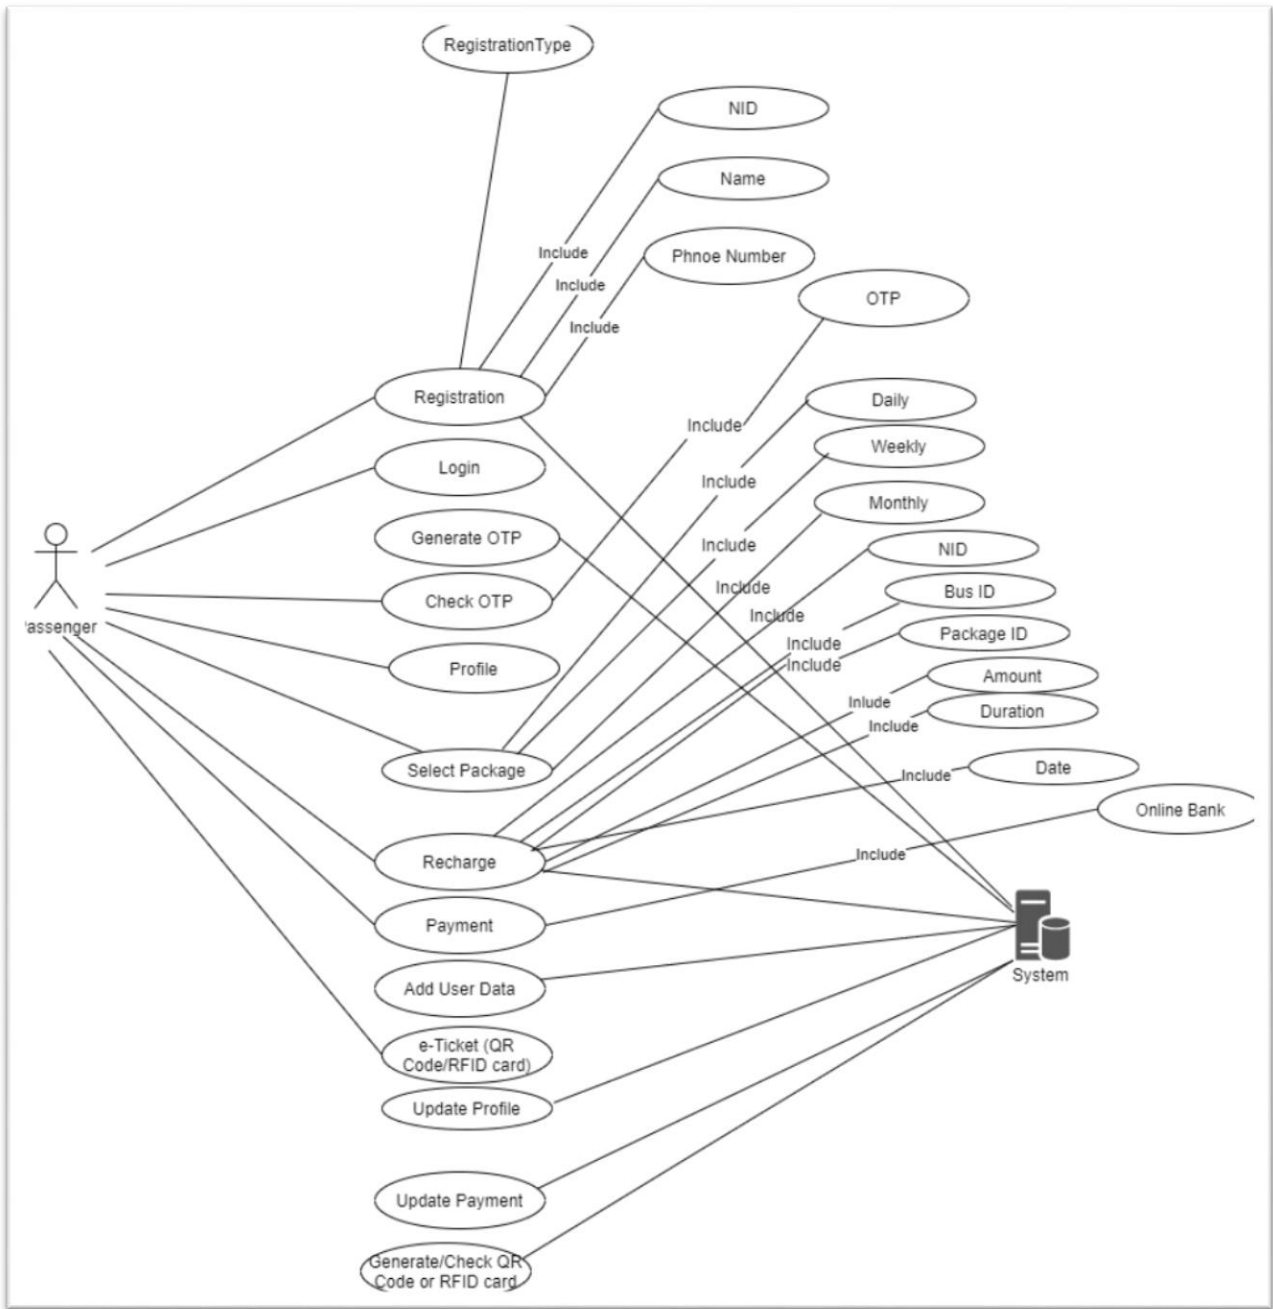 RegistrationType
NID
Name
Phnoe Number
Include
Include
Include
OTP
Registration
Daily
Include
Weekly
Login
Include
Monthly
Generate OTP
Include
NID
Include
Bus ID
Check OTP
Include
Package ID
assenger
Include
Include
Profile
Amount
Inlude
Duration
Include
Select Package
Date
Include
Online Bank
Include
Recharge
Payment
System
Add User Data
e-Ticket (QR
Code/RFID card)
Update Profile
Update Payment
Generate/Check QR
Code or RFID card